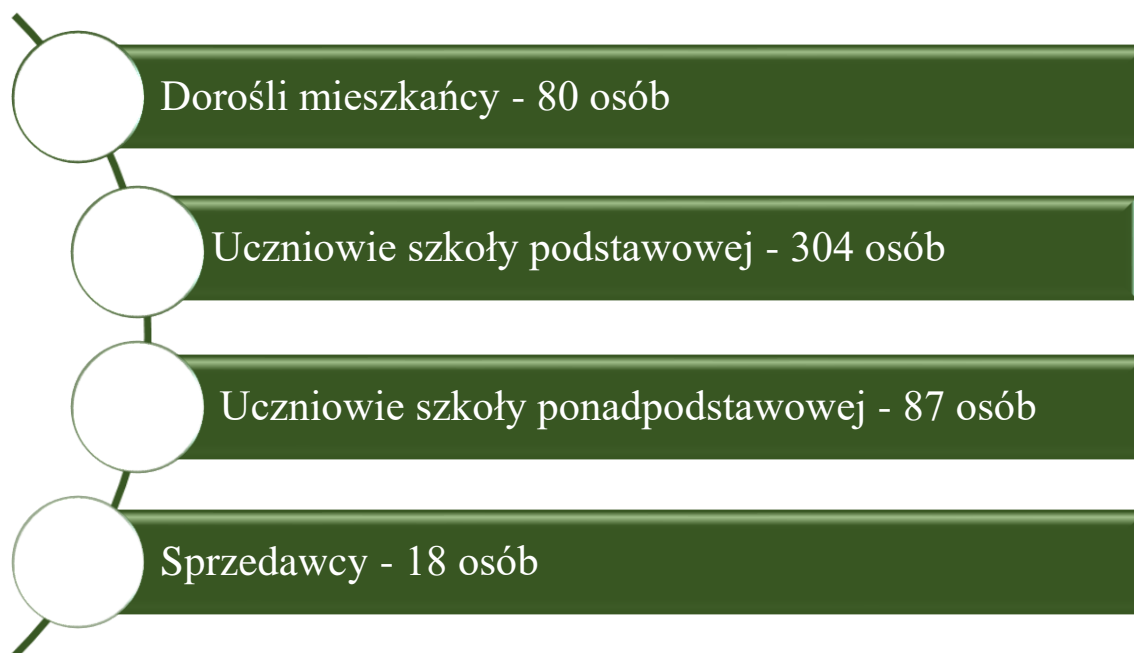 Dorośli mieszkańcy - 80 osób
Uczniowie szkoły podstawowej - 304 osób
Uczniowie szkoły ponadpodstawowej - 87 osób
Sprzedawcy - 18 osób